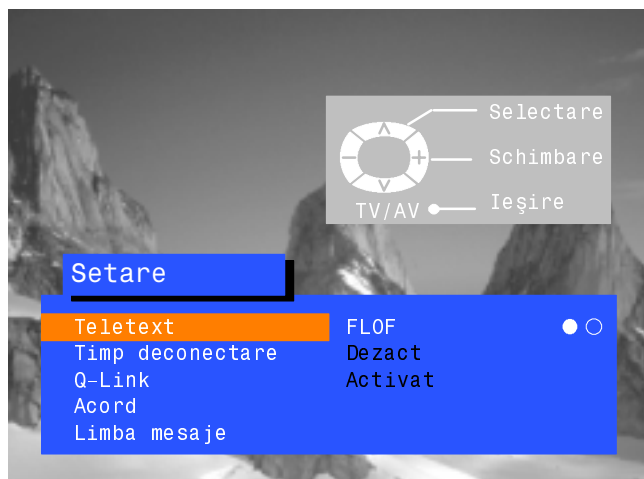 Selectare
Schimbare
TV/AV Ieşire
Setare
Teletext FLOF
Timp deconectare Dezact
Q-Link Activat
Acord
Limba mesaje